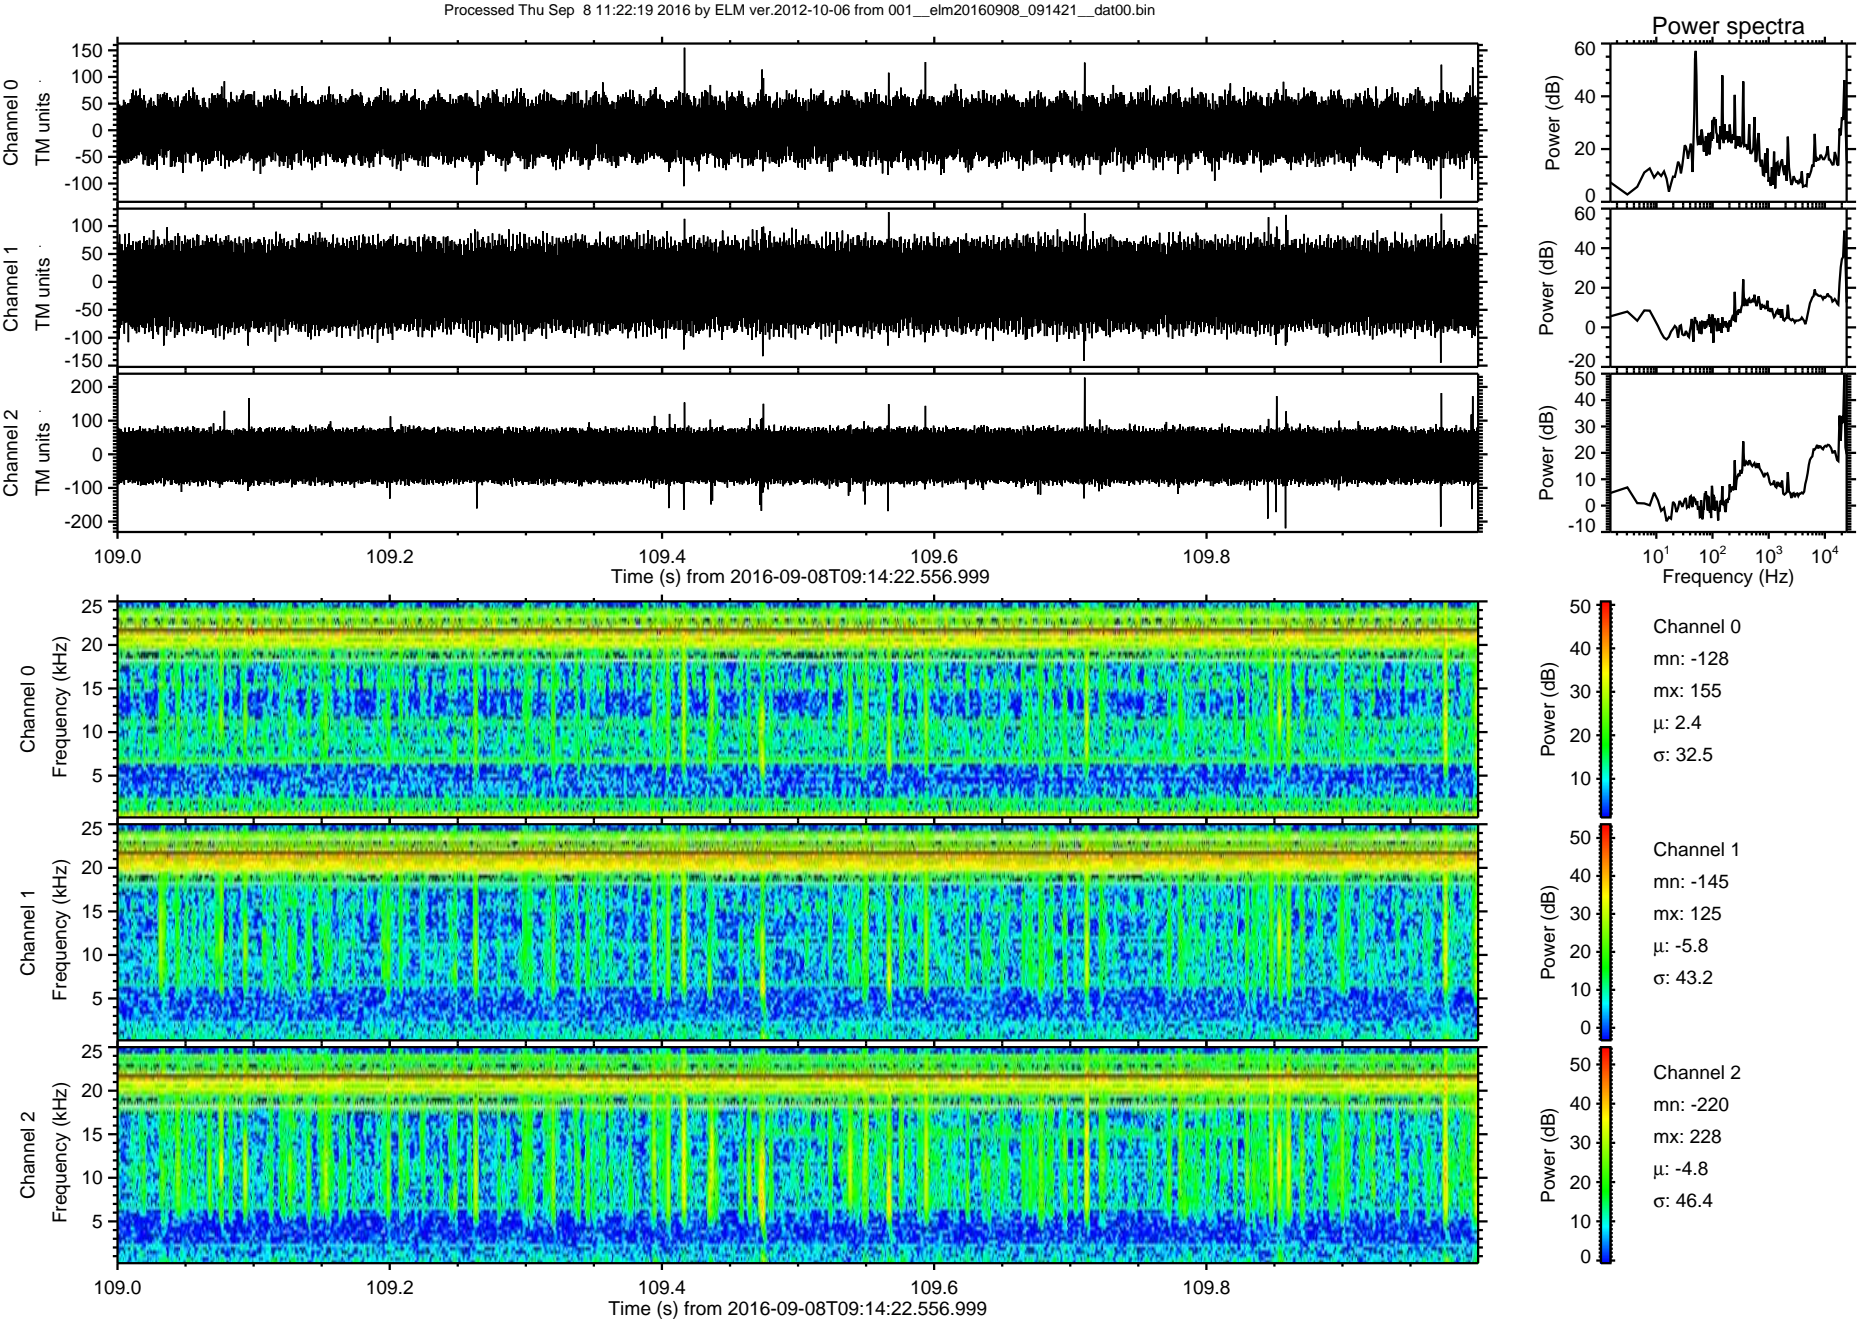 Processed Thu Sep  8 11:22:19 2016 by ELM ver.2012-10-06 from 001__elm20160908_091421__dat00.bin
Power spectra
Channel 0
TM units
150
100
50
0
-50
-100
Power (dB)
60
40
20
0
Channel 1
TM units
100
50
0
-50
-100
-150
Power (dB)
60
40
20
0
-20
Channel 2
TM units
200
100
0
-100
-200
Power (dB)
50
40
30
20
10
0
-10
109.0 109.2 109.4 109.6 109.8
Time (s) from 2016-09-08T09:14:22.556.999
10^1 10^2 10^3 10^4
Frequency (Hz)
Channel 0
Frequency (kHz)
25
20
15
10
5
Power (dB)
50
40
30
20
10
Channel 0
mn: -128
mx: 155
μ: 2.4
σ: 32.5
Channel 1
Frequency (kHz)
25
20
15
10
5
Power (dB)
50
40
30
20
10
0
Channel 1
mn: -145
mx: 125
μ: -5.8
σ: 43.2
Channel 2
Frequency (kHz)
25
20
15
10
5
Power (dB)
50
40
30
20
10
0
Channel 2
mn: -220
mx: 228
μ: -4.8
σ: 46.4
109.0 109.2 109.4 109.6 109.8
Time (s) from 2016-09-08T09:14:22.556.999